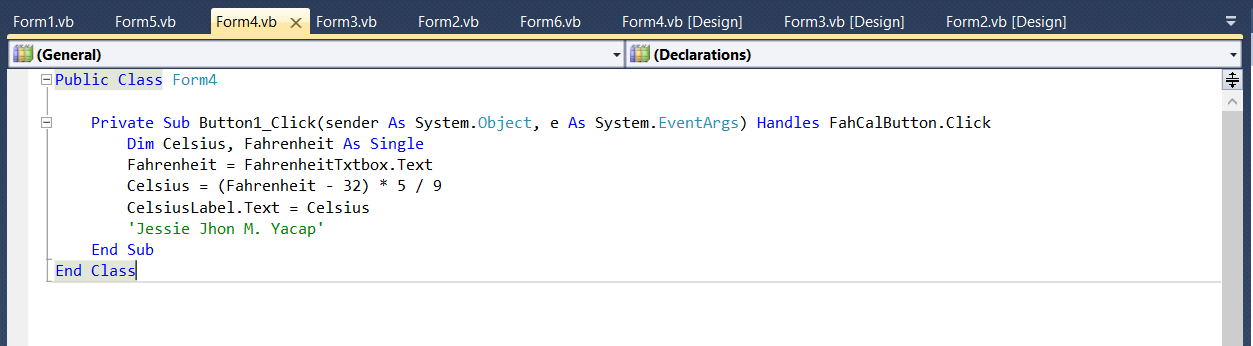 Form1.vb Form5.vb Form4.vb Form3.vb Form2.vb Form6.vb Form4.vb [Design] Form3.vb [Design] Form2.vb [Design]
(General) (Declarations)
Public Class Form4
Private Sub Button1_Click(sender As System.Object, e As System.EventArgs) Handles FahCalButton.Click
Dim Celsius, Fahrenheit As Single
Fahrenheit = FahrenheitTxtbox.Text
Celsius = (Fahrenheit - 32) * 5 / 9
CelsiusLabel.Text = Celsius
'Jessie Jhon M. Yacap'
End Sub
End Class